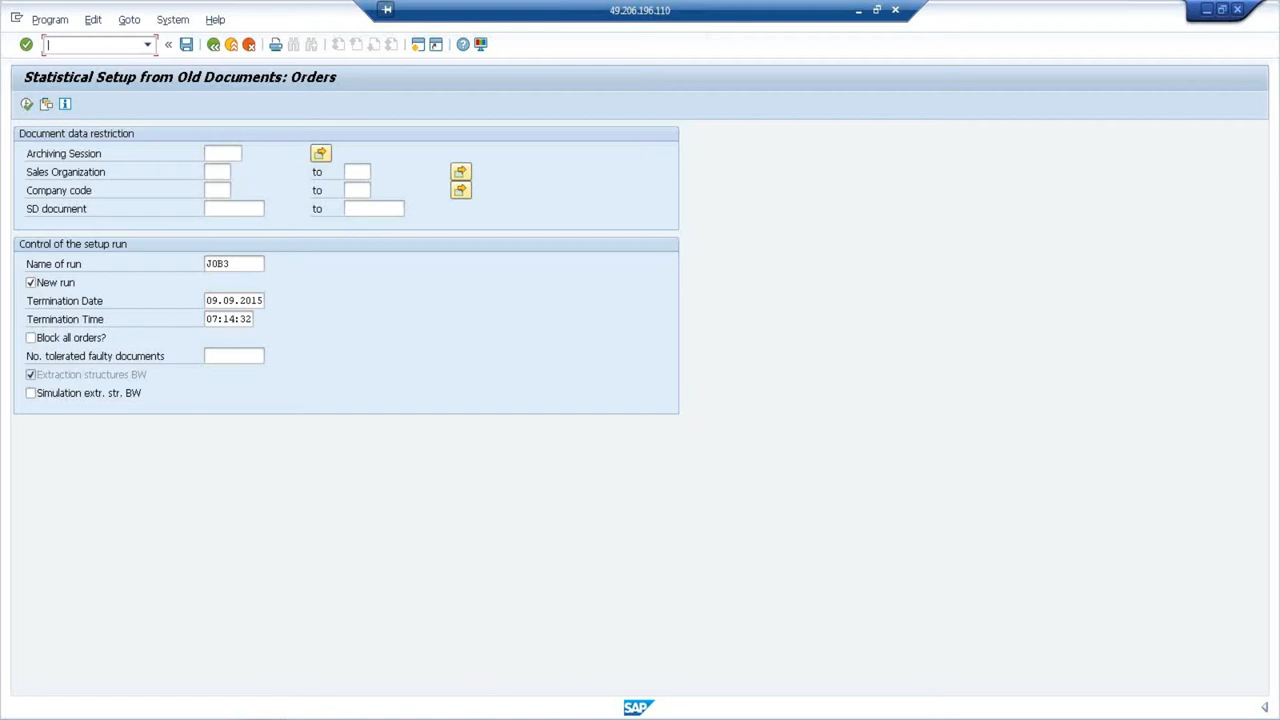 49.206.196.110
Program Edit Goto System Help
Statistical Setup from Old Documents: Orders
Document data restriction
Archiving Session
Sales Organization to
Company code to
SD document to
Control of the setup run
Name of run JOB3
New run
Termination Date 09.09.2015
Termination Time 07:14:32
Block all orders?
No. tolerated faulty documents
Extraction structures BW
Simulation extr. str. BW
SAP